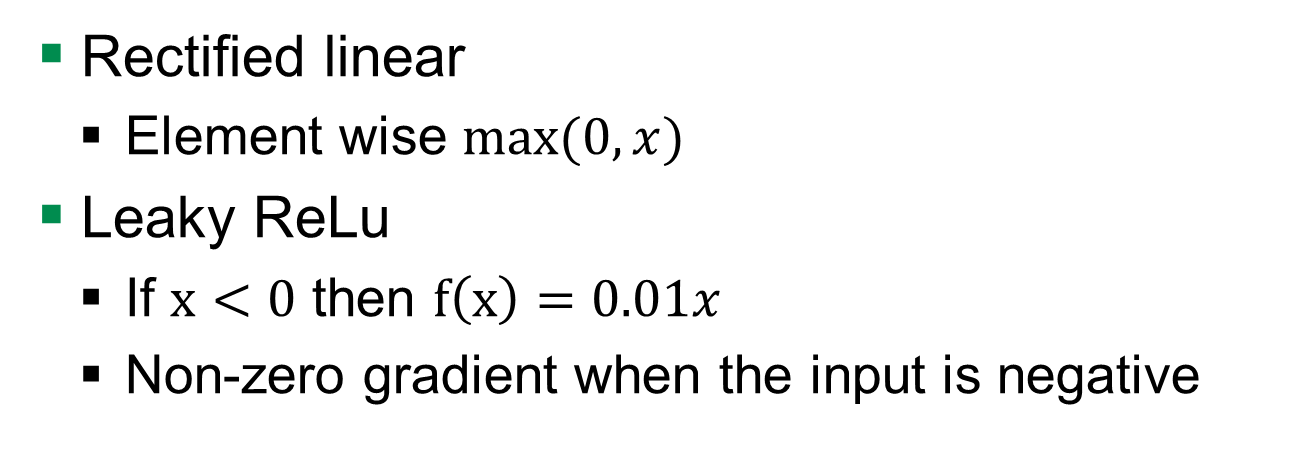 ▪ Rectified linear
▪ Element wise max(0, x)
▪ Leaky ReLu
▪ If x < 0 then f(x) = 0.01x
▪ Non-zero gradient when the input is negative